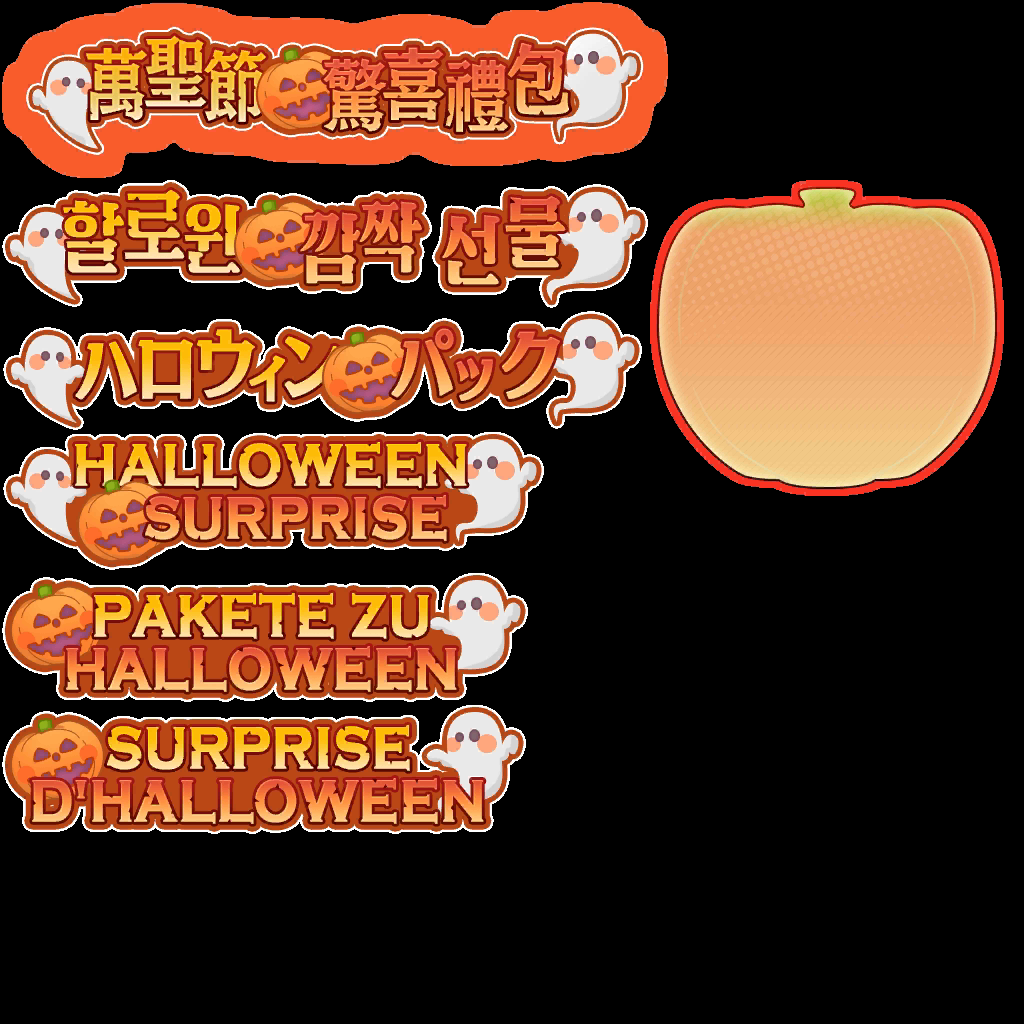 萬聖節驚喜禮包
할로윈 깜짝 선물
ハロウィンパック
HALLOWEEN
SURPRISE
PAKETE ZU
HALLOWEEN
SURPRISE
D'HALLOWEEN